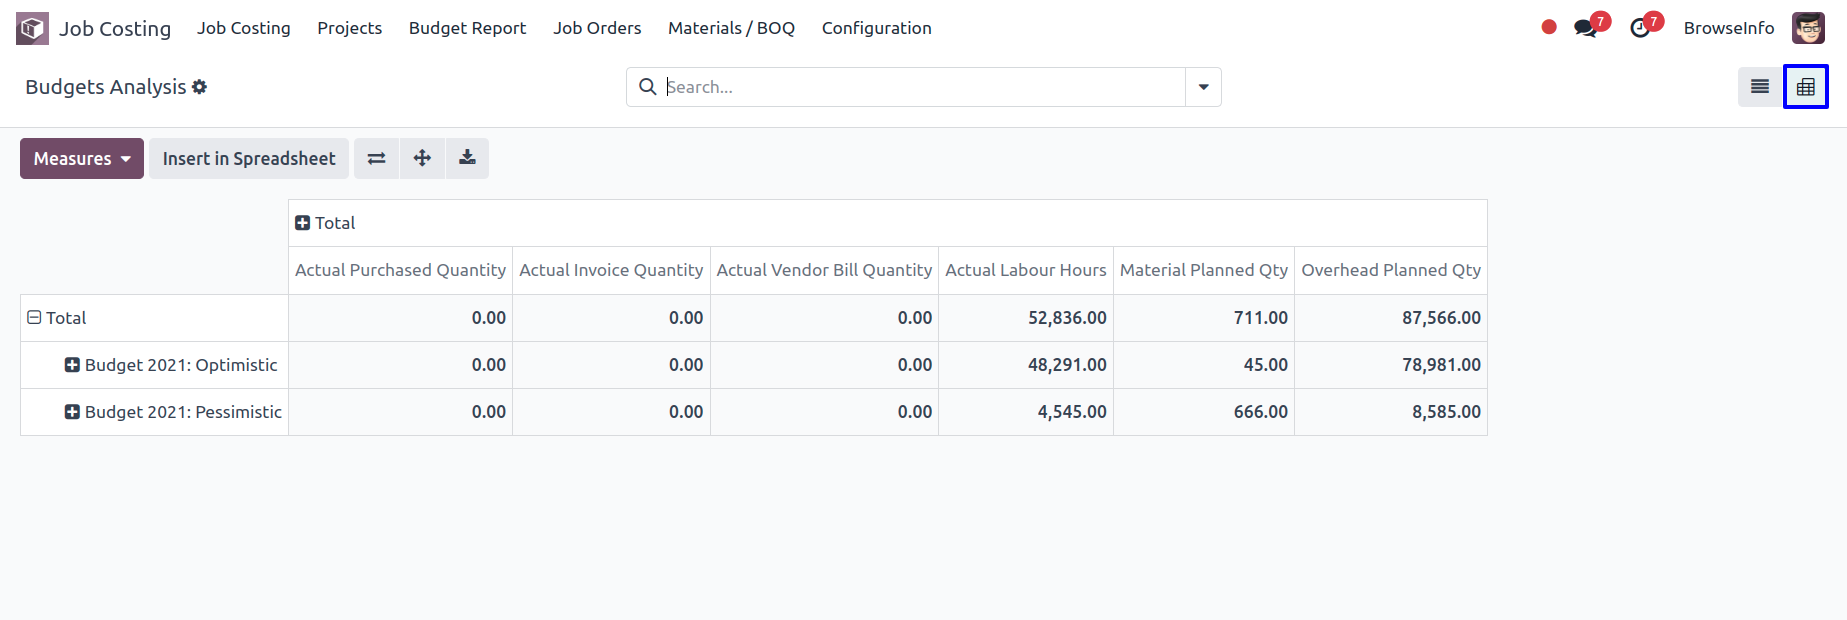 Job Costing Job Costing Projects Budget Report Job Orders Materials / BOQ Configuration 7 7 BrowseInfo
Budgets Analysis Search...
Measures Insert in Spreadsheet
Total
Actual Purchased Quantity Actual Invoice Quantity Actual Vendor Bill Quantity Actual Labour Hours Material Planned Qty Overhead Planned Qty
Total 0.00 0.00 0.00 52,836.00 711.00 87,566.00
Budget 2021: Optimistic 0.00 0.00 0.00 48,291.00 45.00 78,981.00
Budget 2021: Pessimistic 0.00 0.00 0.00 4,545.00 666.00 8,585.00